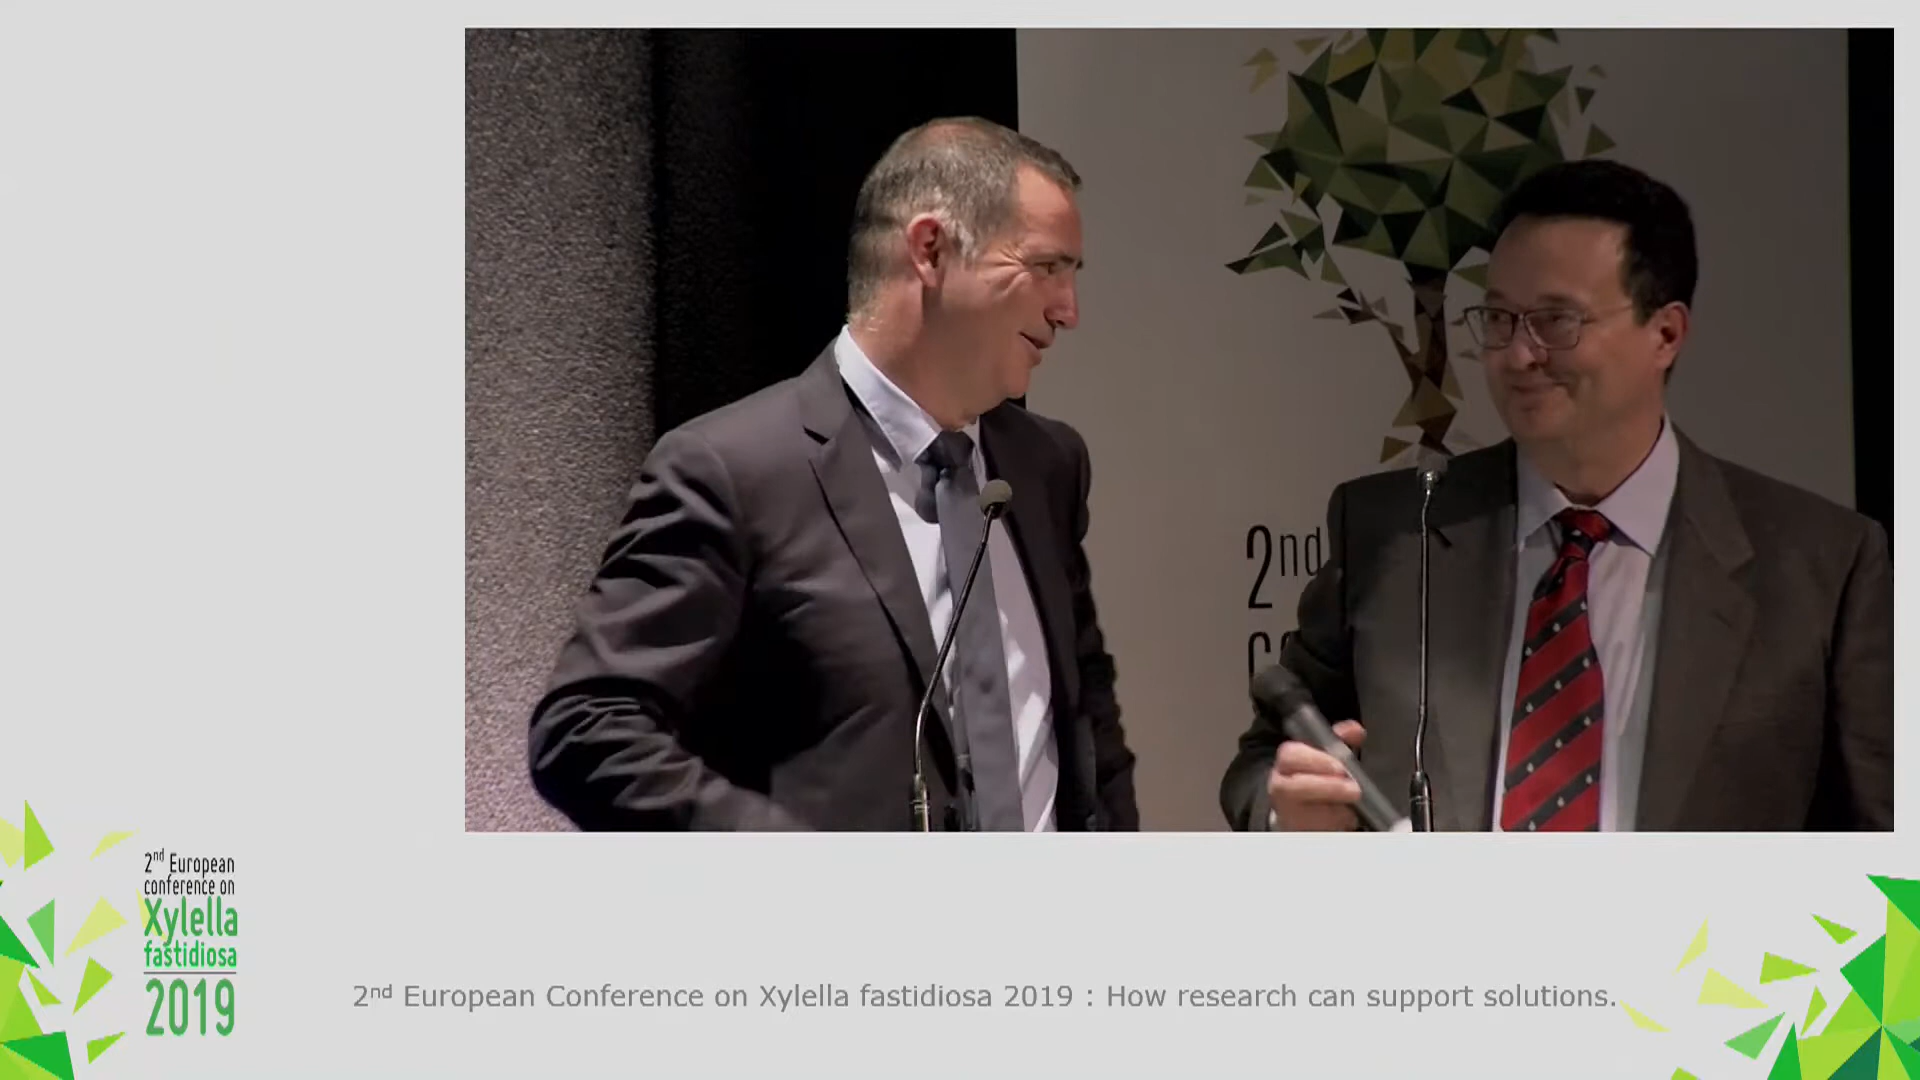 2nd
2nd European
conference on
Xylella
fastidiosa
2019
2nd European Conference on Xylella fastidiosa 2019 : How research can support solutions.